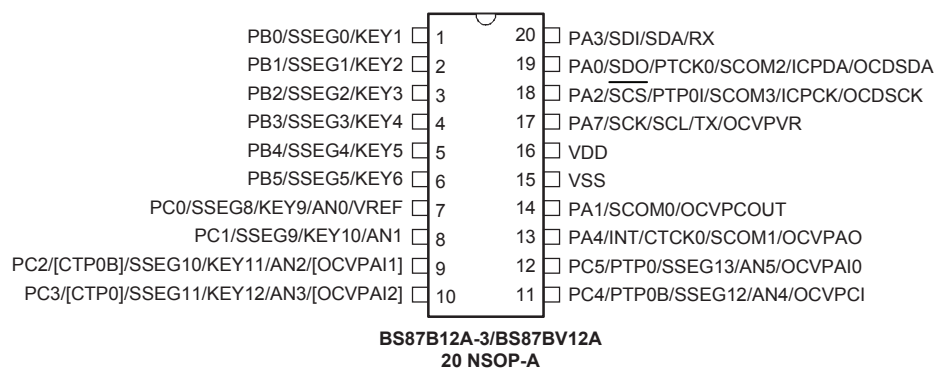 PB0/SSEG0/KEY1 1 20 PA3/SDI/SDA/RX
PB1/SSEG1/KEY2 2 19 PA0/SDO/PTCK0/SCOM2/ICPDA/OCDSDA
PB2/SSEG2/KEY3 3 18 PA2/SCS/PTP0I/SCOM3/ICPCK/OCDSCK
PB3/SSEG3/KEY4 4 17 PA7/SCK/SCL/TX/OCVPVR
PB4/SSEG4/KEY5 5 16 VDD
PB5/SSEG5/KEY6 6 15 VSS
PC0/SSEG8/KEY9/AN0/VREF 7 14 PA1/SCOM0/OCVPCOUT
PC1/SSEG9/KEY10/AN1 8 13 PA4/INT/CTCK0/SCOM1/OCVPAO
PC2/[CTP0B]/SSEG10/KEY11/AN2/[OCVPAI1] 9 12 PC5/PTP0/SSEG13/AN5/OCVPAI0
PC3/[CTP0]/SSEG11/KEY12/AN3/[OCVPAI2] 10 11 PC4/PTP0B/SSEG12/AN4/OCVPCI
BS87B12A-3/BS87BV12A
20 NSOP-A